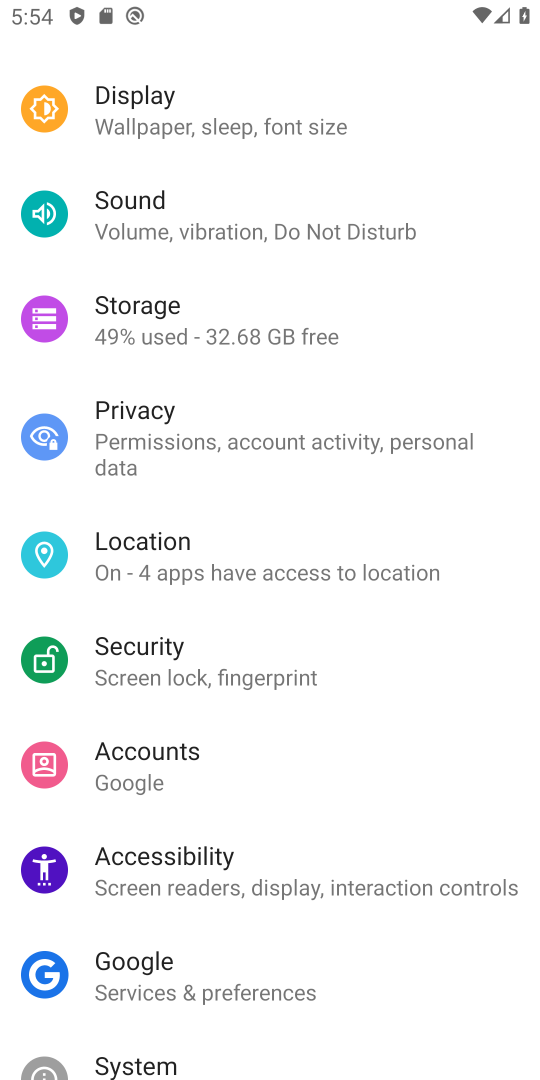 5:54
Display
Wallpaper, sleep, font size
Sound
Volume, vibration, Do Not Disturb
Storage
49% used - 32.68 GB free
Privacy
Permissions, account activity, personal
data
Location
On - 4 apps have access to location
Security
Screen lock, fingerprint
Accounts
Google
Accessibility
Screen readers, display, interaction controls
Google
Services & preferences
System